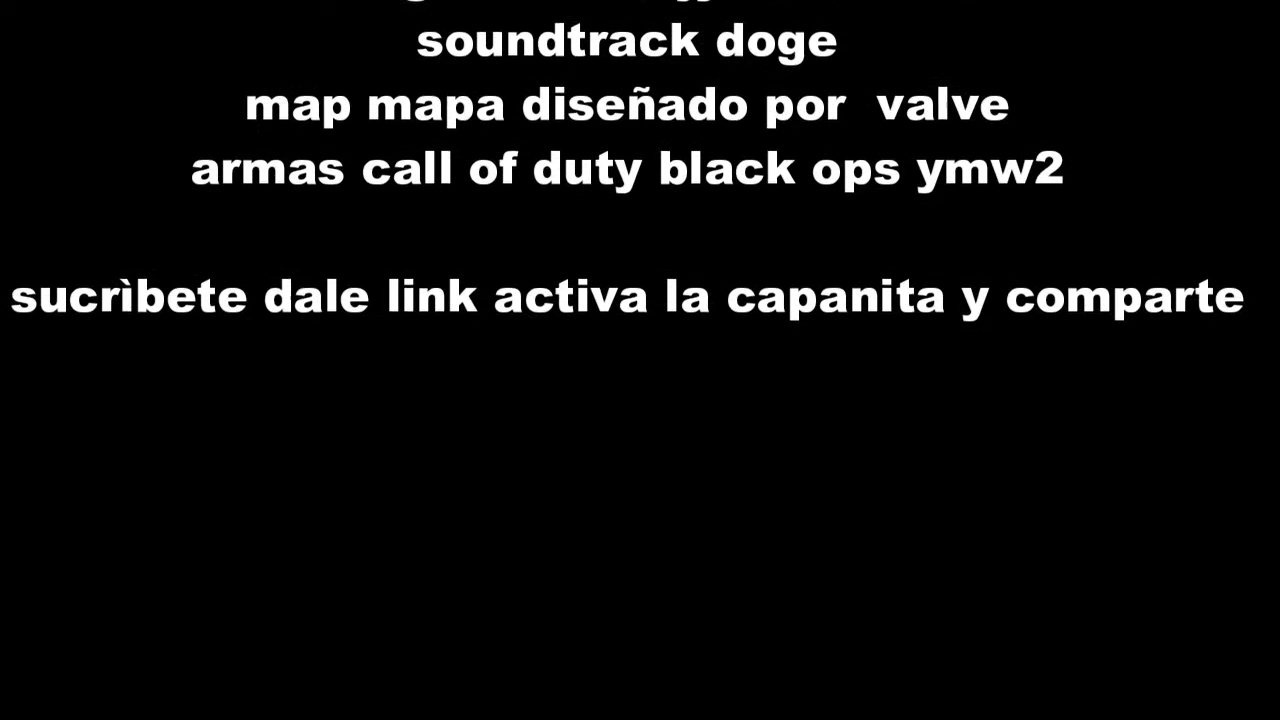 soundtrack doge
map mapa diseñado por valve
armas call of duty black ops ymw2
sucrìbete dale link activa la capanita y comparte